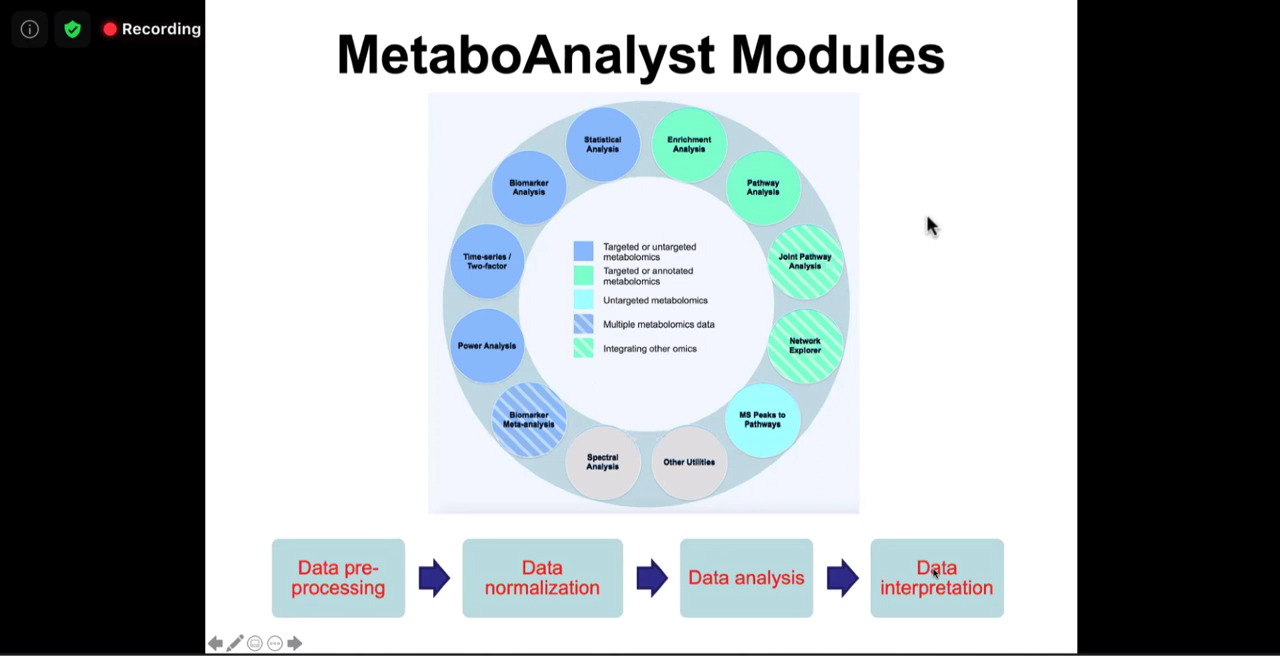 Recording
MetaboAnalyst Modules
Statistical
Analysis
Enrichment
Analysis
Biomarker
Analysis
Pathway
Analysis
Time-series /
Two-factor
Joint Pathway
Analysis
Power Analysis
Network
Explorer
Biomarker
Meta-analysis
MS Peaks to
Pathways
Spectral
Analysis
Other Utilities
Targeted or untargeted
metabolomics
Targeted or annotated
metabolomics
Untargeted metabolomics
Multiple metabolomics data
Integrating other omics
Data pre-
processing
Data
normalization
Data analysis
Data
interpretation